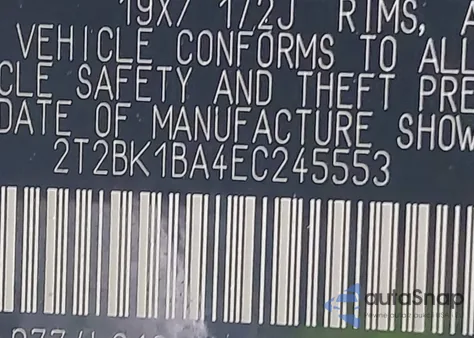 19X7 1/2J RIMS, A
VEHICLE CONFORMS TO ALL
CLE SAFETY AND THEFT PRE
DATE OF MANUFACTURE SHOW
2T2BK1BA4EC245553
autoSnap